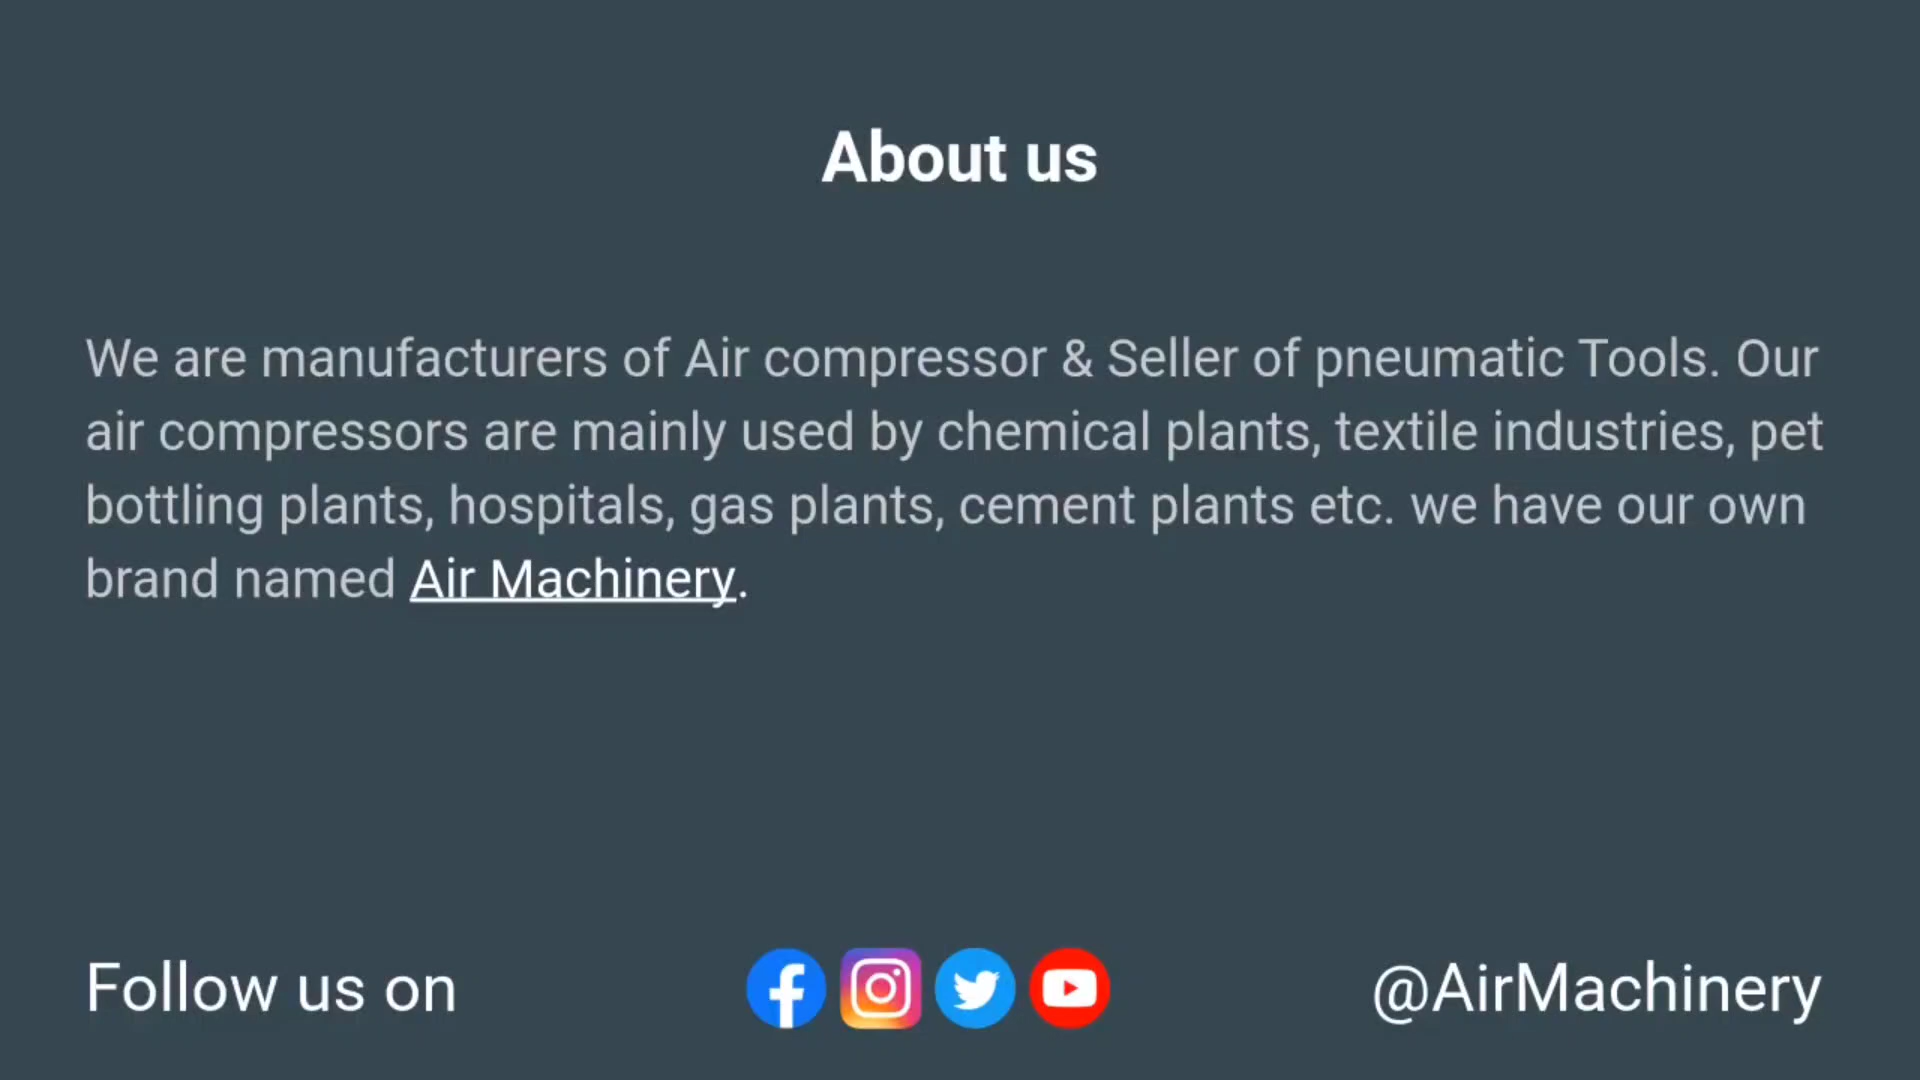 About us
We are manufacturers of Air compressor & Seller of pneumatic Tools. Our
air compressors are mainly used by chemical plants, textile industries, pet
bottling plants, hospitals, gas plants, cement plants etc. we have our own
brand named Air Machinery.
Follow us on
@AirMachinery